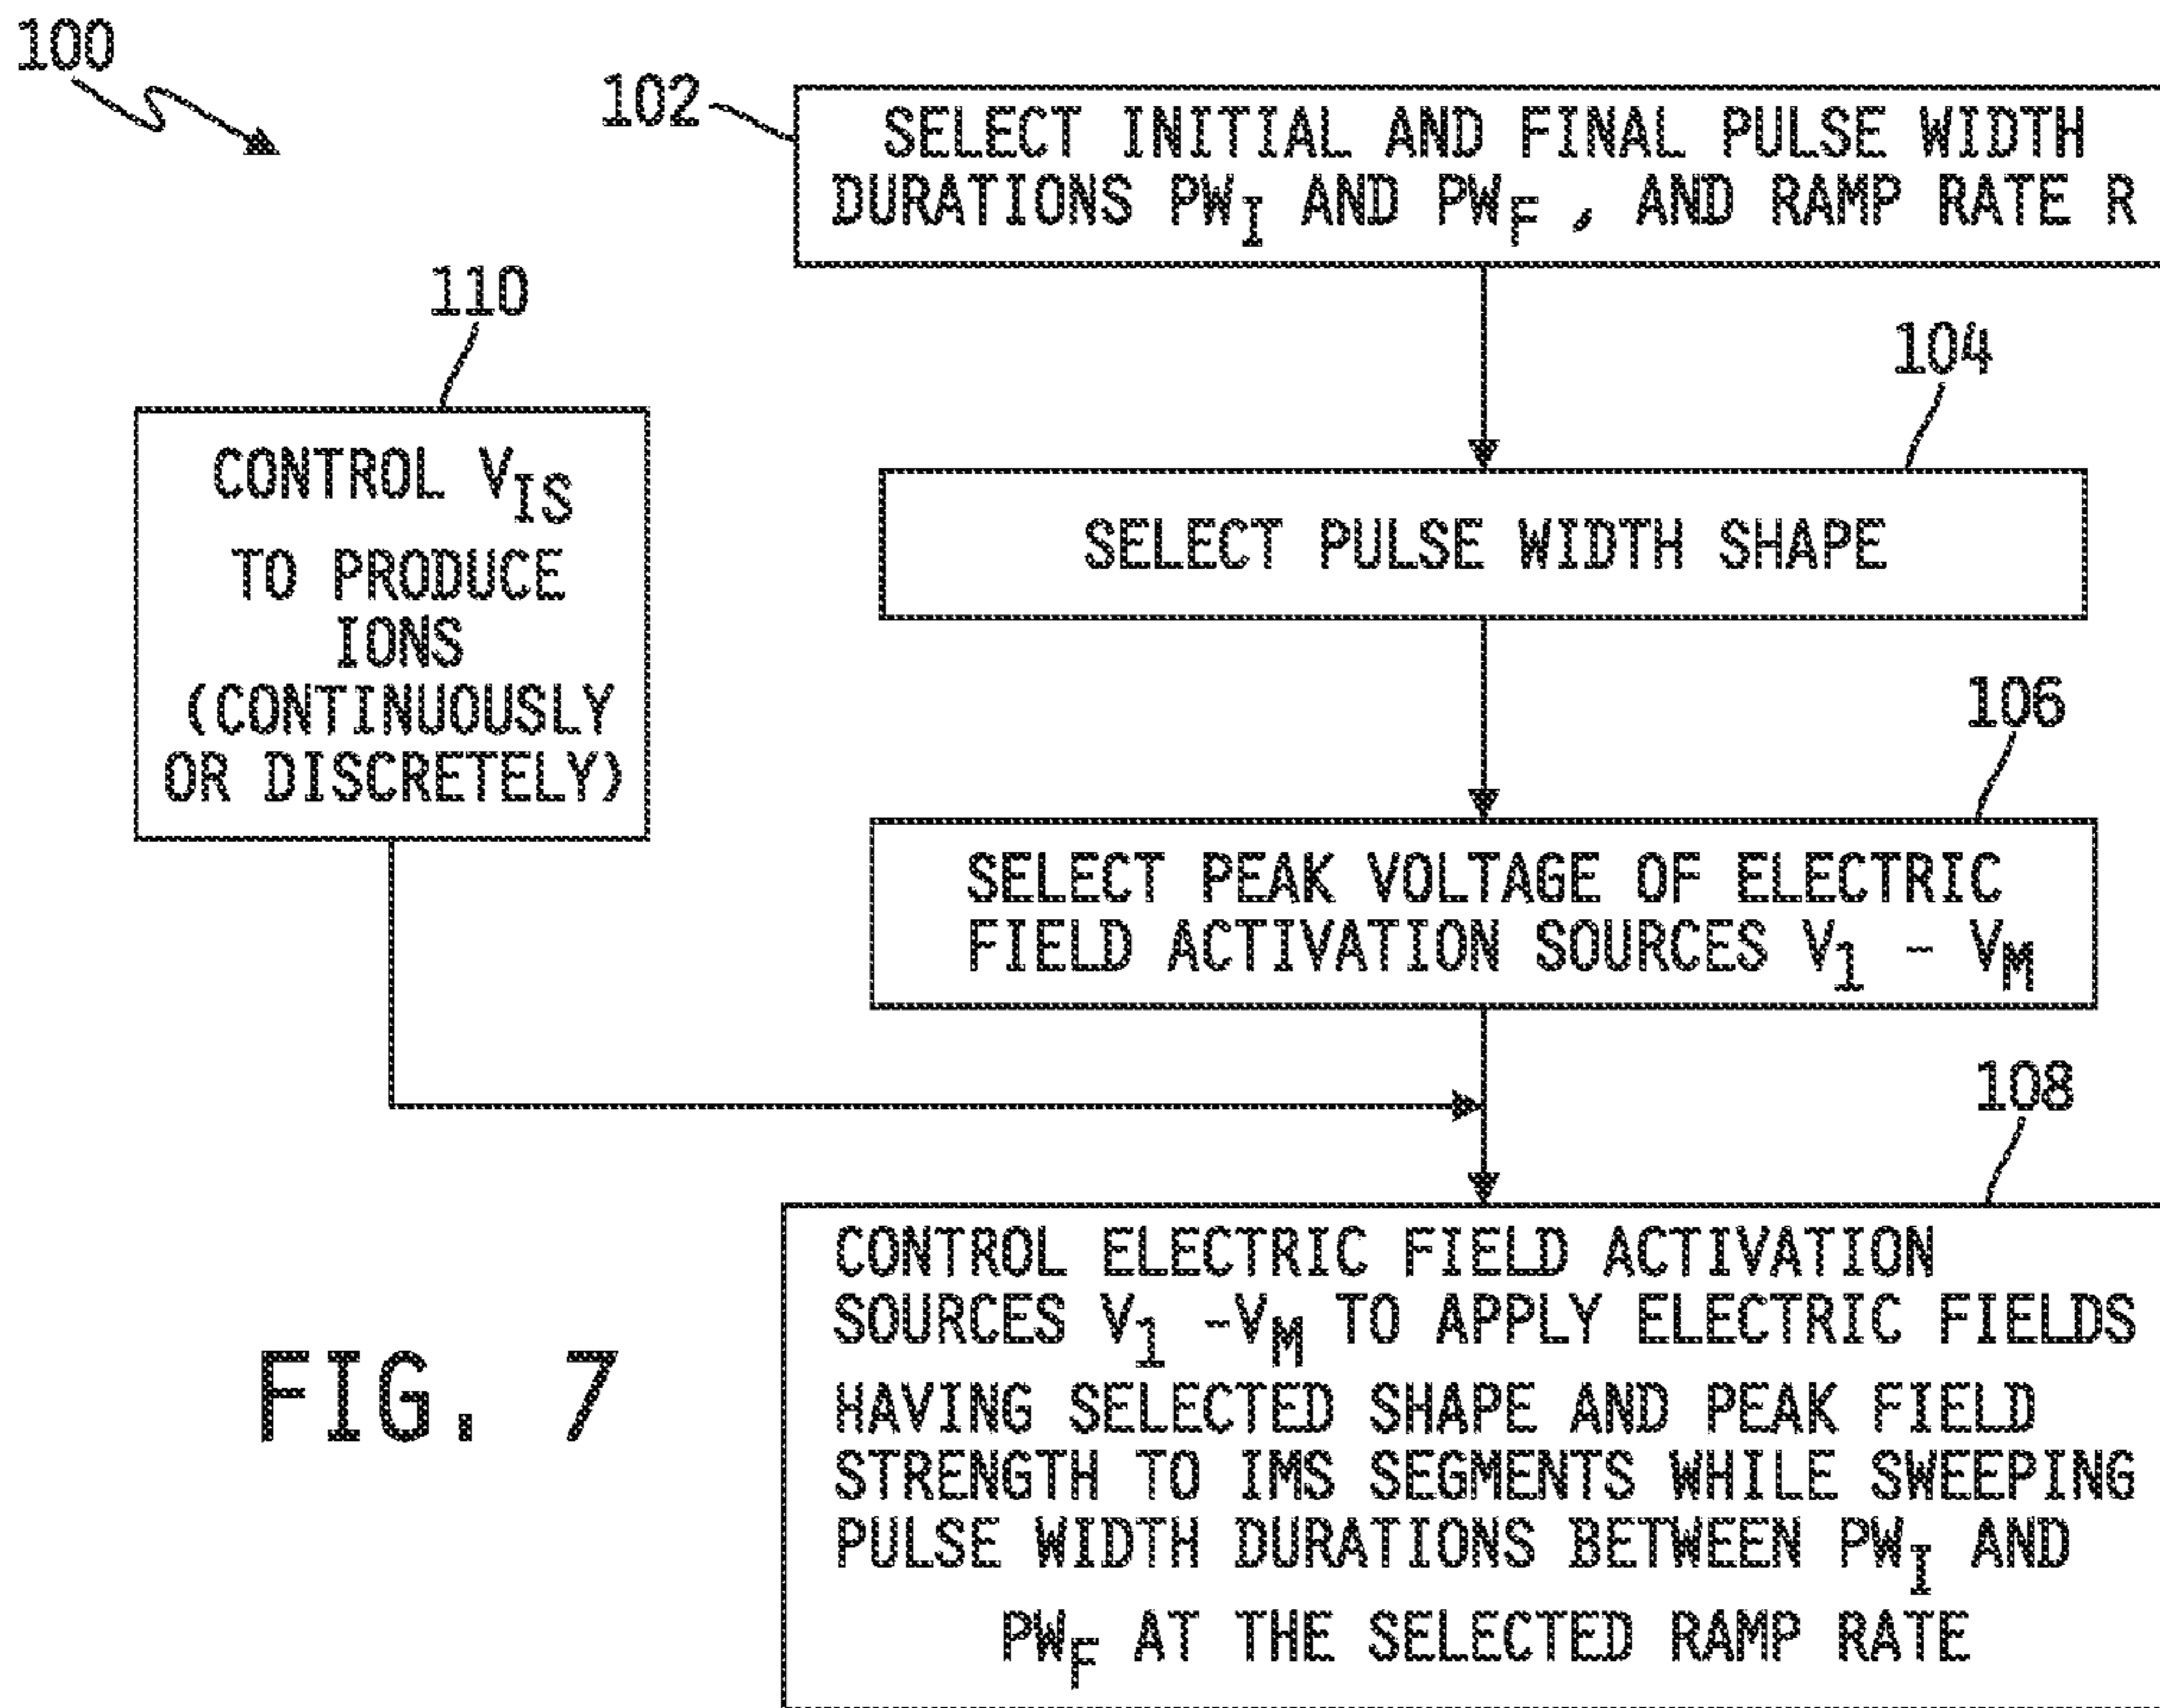 100
102
SELECT INITIAL AND FINAL PULSE WIDTH
DURATIONS PWI AND PWF , AND RAMP RATE R
110
CONTROL VIS
TO PRODUCE
IONS
(CONTINUOUSLY
OR DISCRETELY)
104
SELECT PULSE WIDTH SHAPE
106
SELECT PEAK VOLTAGE OF ELECTRIC
FIELD ACTIVATION SOURCES V1 - VM
108
CONTROL ELECTRIC FIELD ACTIVATION
SOURCES V1 -VM TO APPLY ELECTRIC FIELDS
HAVING SELECTED SHAPE AND PEAK FIELD
STRENGTH TO IMS SEGMENTS WHILE SWEEPING
PULSE WIDTH DURATIONS BETWEEN PWI AND
PWF AT THE SELECTED RAMP RATE
FIG. 7